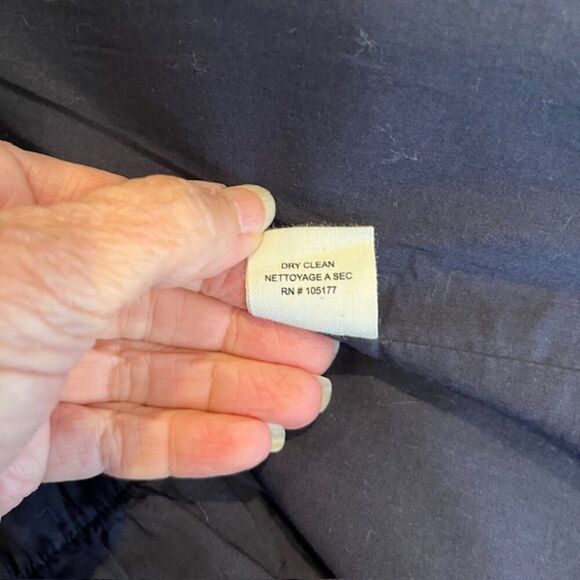 DRY CLEAN
NETTOYAGE A SEC
RN # 105177